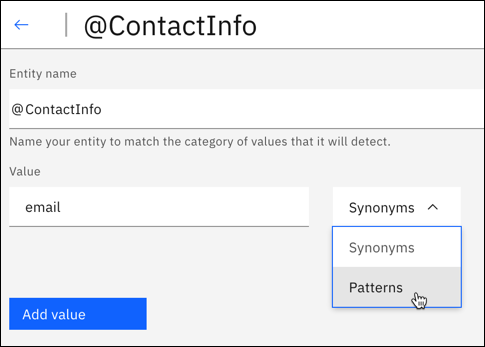 @ContactInfo
Entity name
@ContactInfo
Name your entity to match the category of values that it will detect.
Value
email
Synonyms
Synonyms
Patterns
Add value